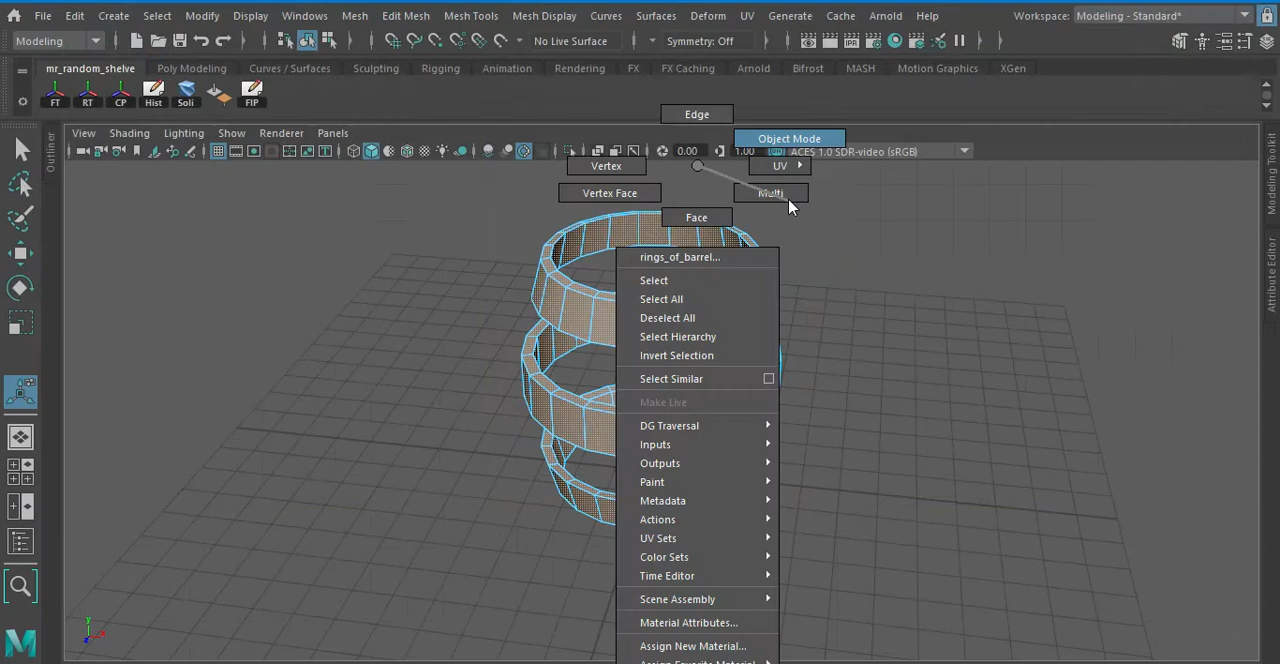 File Edit Create Select Modify Display Windows Mesh Edit Mesh Mesh Tools Mesh Display Curves Surfaces Deform UV Generate Cache Arnold Help Workspace: Modeling - Standard*
Modeling No Live Surface Symmetry: Off
mr_random_shelve Poly Modeling Curves / Surfaces Sculpting Rigging Animation Rendering FX FX Caching Arnold Bifrost MASH Motion Graphics XGen
FT RT CP Hist Soli FIP
Edge
View Shading Lighting Show Renderer Panels
Object Mode
0.00 1.00 ACES 1.0 SDR-video (sRGB)
Vertex UV
Vertex Face Multi
Face
Outliner
Modeling Toolkit
Attribute Editor
rings_of_barrel...
Select
Select All
Deselect All
Select Hierarchy
Invert Selection
Select Similar
Make Live
DG Traversal
Inputs
Outputs
Paint
Metadata
Actions
UV Sets
Color Sets
Time Editor
Scene Assembly
Material Attributes...
Assign New Material...
Assign Favorite Material
y
x
z
M